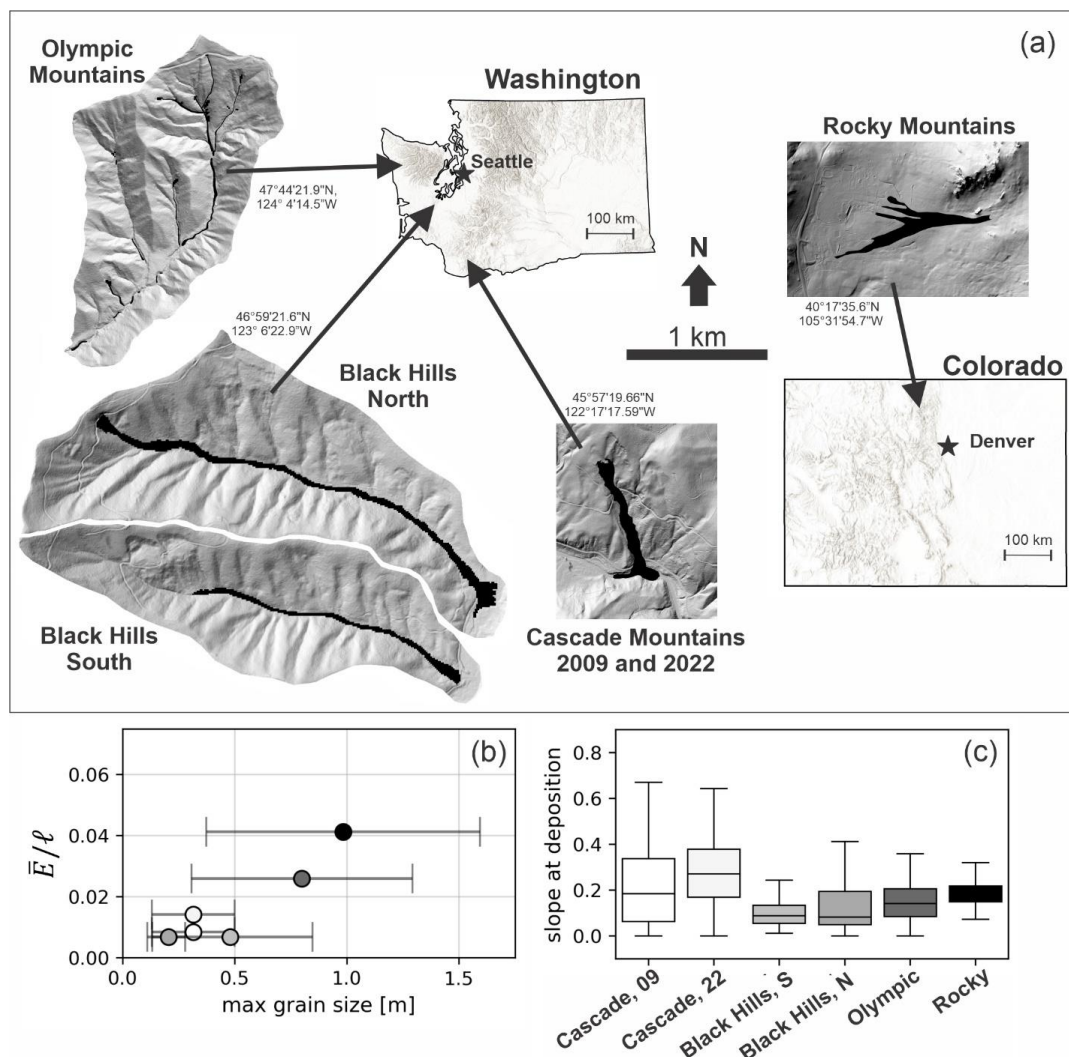 (a)
Olympic
Mountains
Washington
Seattle
100 km
47°44'21.9"N,
124° 4'14.5"W
Rocky Mountains
40°17'35.6"N
105°31'54.7"W
N
1 km
46°59'21.6"N
123° 6'22.9"W
Black Hills
North
45°57'19.66"N
122°17'17.59"W
Colorado
Denver
100 km
Black Hills
South
Cascade Mountains
2009 and 2022
(b)
E̅/ℓ
0.06
0.04
0.02
0.00
0.0 0.5 1.0 1.5
max grain size [m]
(c)
slope at deposition
0.8
0.6
0.4
0.2
0.0
Cascade, 09
Cascade, 22
Black Hills, S
Black Hills, N
Olympic
Rocky